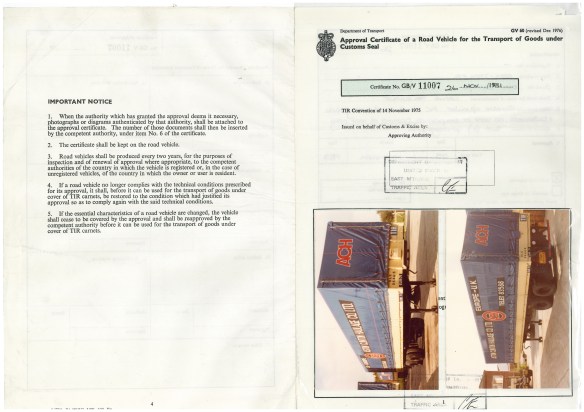 IMPORTANT NOTICE
1. When the authority which has granted the approval deems it necessary,
photographs or diagrams authenticated by that authority, shall be attached to
the approval certificate. The number of those documents shall then be inserted
by the competent authority, under item No. 6 of the certificate.
2. The certificate shall be kept on the road vehicle.
3. Road vehicles shall be produced every two years, for the purposes of
inspection and of renewal of approval where appropriate, to the competent
authorities of the country in which the vehicle is registered or, in the case of
unregistered vehicles, of the country in which the owner or user is resident.
4. If a road vehicle no longer complies with the technical conditions prescribed
for its approval, it shall, before it can be used for the transport of goods under
cover of TIR carnets, be restored to the condition which had justified its
approval so as to comply again with the said technical conditions.
5. If the essential characteristics of a road vehicle are changed, the vehicle
shall cease to be covered by the approval and shall be reapproved by the
competent authority before it can be used for the transport of goods under
cover of TIR carnets.
4
Department of Transport
GV 60 (revised Dec 1976)
Approval Certificate of a Road Vehicle for the Transport of Goods under
Customs Seal
Certificate No. GB/V 11007 Nov 1981
TIR Convention of 14 November 1975
Issued on behalf of Customs & Excise by:
Approving Authority
TRAFFIC AREA
ACH
ACH
EUROPE-U.K
TRAFFIC
1